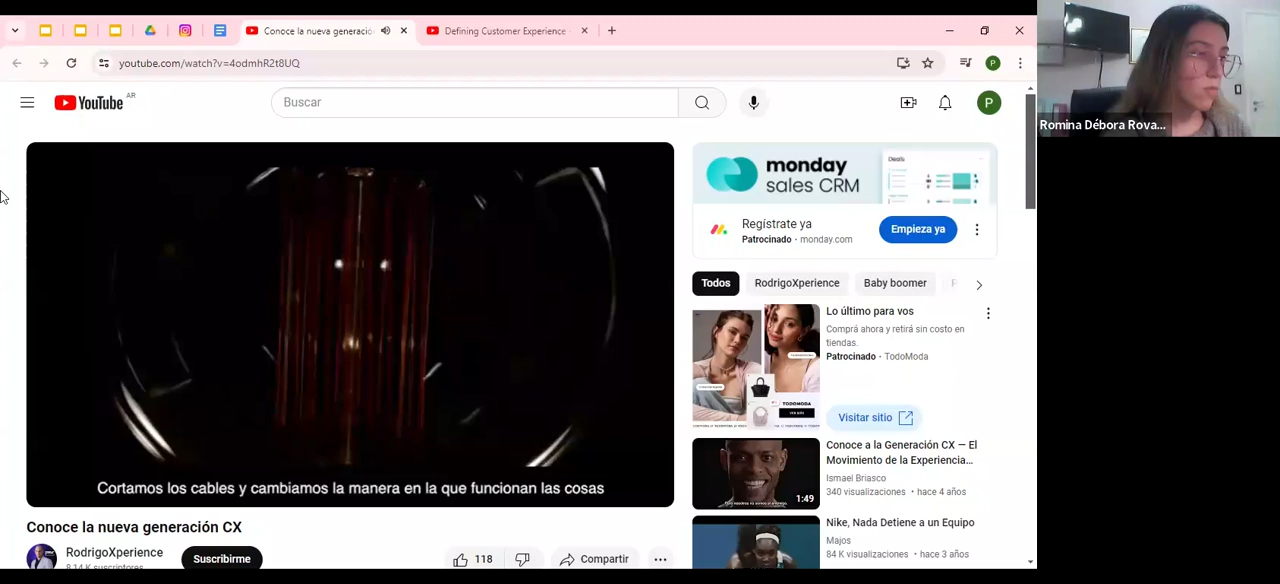 Conoce la nueva generació
Defining Customer Experience
youtube.com/watch?v=4odmhR2t8UQ
P
YouTube AR
Buscar
P
Romina Débora Rova...
Cortamos los cables y cambiamos la manera en la que funcionan las cosas
Conoce la nueva generación CX
RodrigoXperience
8,14 K suscriptores
Suscribirme
118
Compartir
monday
sales CRM
Deals
Regístrate ya
Patrocinado · monday.com
Empieza ya
Todos
RodrigoXperience
Baby boomer
Lo último para vos
Comprá ahora y retirá sin costo en
tiendas.
Patrocinado · TodoModa
TODOMODA
Visitar sitio
Conoce a la Generación CX — El
Movimiento de la Experiencia...
Ismael Briasco
340 visualizaciones · hace 4 años
1:49
Nike, Nada Detiene a un Equipo
Majos
84 K visualizaciones · hace 3 años